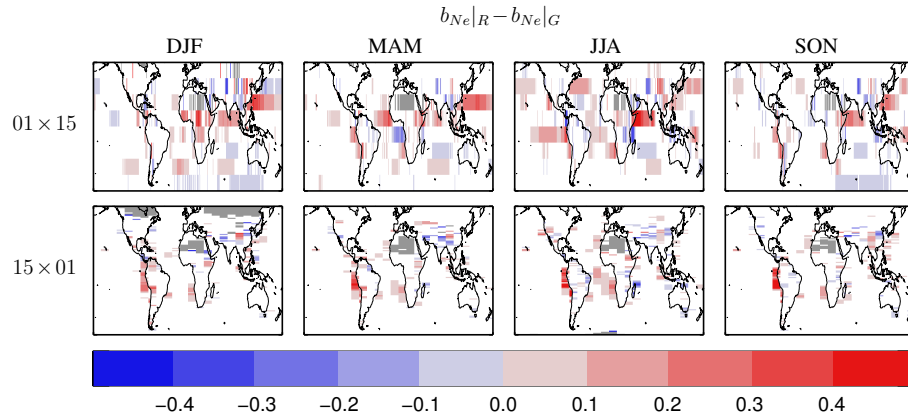 b_{Ne}|_R − b_{Ne}|_G
DJF MAM JJA SON
01 × 15
15 × 01
−0.4 −0.3 −0.2 −0.1 0.0 0.1 0.2 0.3 0.4